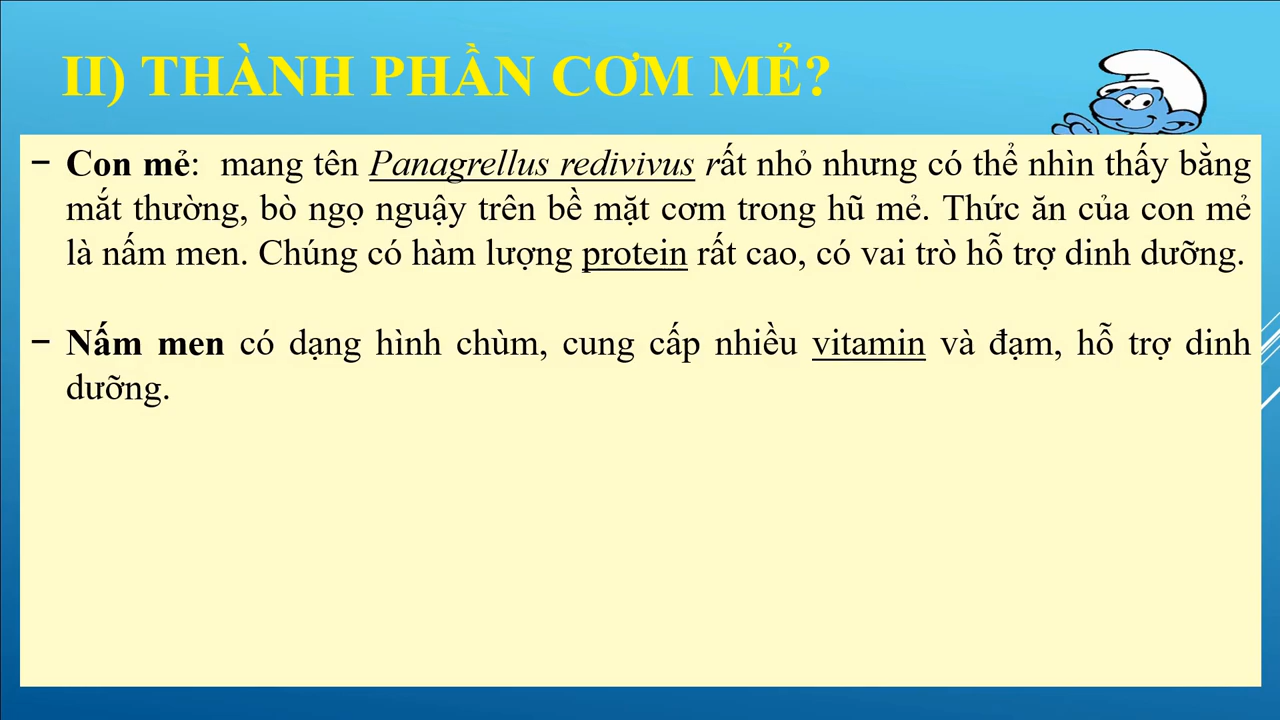 II) THÀNH PHẦN CƠM MẺ?
– Con mẻ:  mang tên Panagrellus redivivus rất nhỏ nhưng có thể nhìn thấy bằng
mắt thường, bò ngọ nguậy trên bề mặt cơm trong hũ mẻ. Thức ăn của con mẻ
là nấm men. Chúng có hàm lượng protein rất cao, có vai trò hỗ trợ dinh dưỡng.
– Nấm men có dạng hình chùm, cung cấp nhiều vitamin và đạm, hỗ trợ dinh
dưỡng.